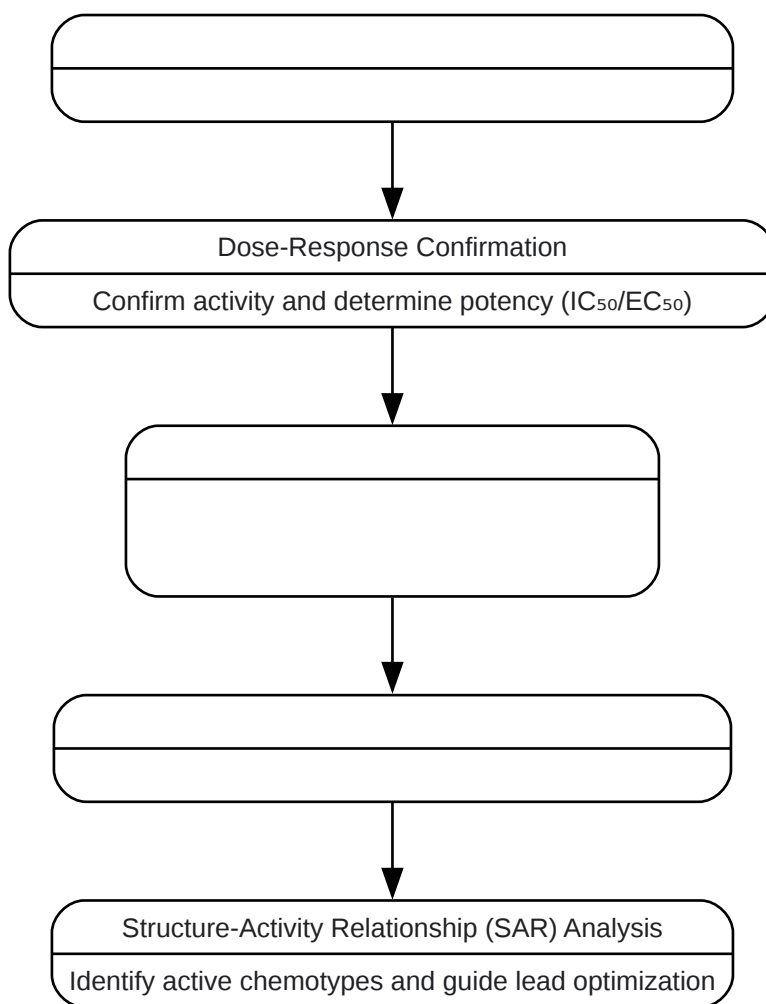 Dose-Response Confirmation
Confirm activity and determine potency (IC₅₀/EC₅₀)
Structure-Activity Relationship (SAR) Analysis
Identify active chemotypes and guide lead optimization